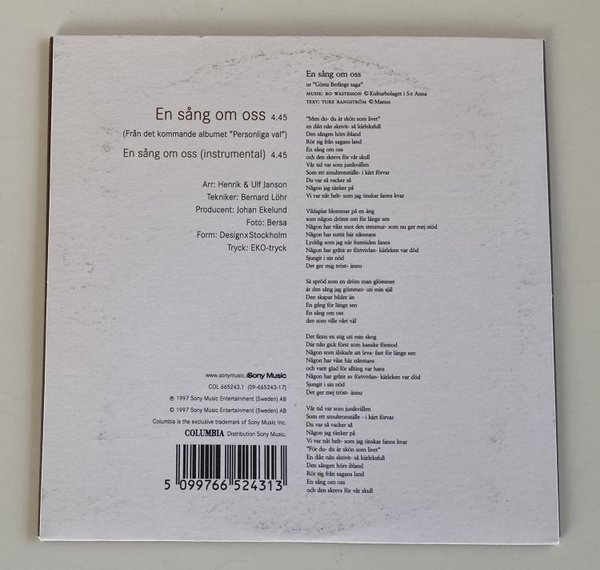 En sång om oss 4.45
(Från det kommande albumet "Personliga val")
En sång om oss (instrumental) 4.45
Arr: Henrik & Ulf Janson
Tekniker: Bernard Löhr
Producent: Johan Ekelund
Foto: Bersa
Form: DesignxStockholm
Tryck: EKO-tryck
www.sonymusic. Sony Music
COL 665243.1 (09-665243-17)
℗ 1997 Sony Music Entertainment (Sweden) AB
© 1997 Sony Music Entertainment (Sweden) AB
Columbia is the exclusive trademark of Sony Music Inc.
COLUMBIA Distribution Sony Music.
5 099766 524313
En sång om oss
ur "Gösta Berlings saga"
MUSIK: BO WASTESSON © Kulturbolaget i S:t Anna
TEXT: TURE RANGSTRÖM © Manus
"Men du- du är skön som livet"
en dikt nån skrivit- så kärleksfull
Den sången hörs ibland
Rör sig från sagans land
En sång om oss
och den skrevs för vår skull
Vår tid var som junikvällen
Som ett smultronställe- i kärt förvar
Du var så vacker så
Någon jag tänker på
Vi var nåt helt- som jag önskar fanns kvar
Vildaplar blommar på en äng
som någon drömt om för länge sen
Någon har vilat mot den stenmur- som nu ger mej stöd
Någon har suttit här nånstans
Lycklig som jag när framtiden fanns
Någon har gråtit av förtvivlan- kärleken var död
Sjungit i sin nöd
Det ger mig tröst- ännu
Så spröd som en dröm man glömmer
är den sång jag gömmer- uti min själ
Den skapar bilder än
En gång för länge sen
En sång om oss
den som ville vårt väl
Det fanns en stig uti min skog
Där nån gick först som kanske förstod
Någon som älskade att leva- fast för länge sen
Någon har vilat här nånstans
och varit glad för allting var hans
Någon har gråtit av förtvivlan- kärleken var död
Sjungit i sin nöd
Det ger mej tröst- ännu
Vår tid var som junikvällen
Som ett smultronställe - i kärt förvar
Du var så vacker så
Någon jag tänker på
Vi var nåt helt- som jag önskar fanns kvar
"För du- du är skön som livet"
En dikt nån skrivit- så kärleksfull
Den sången hörs ibland
Rör sig från sagans land
En sång om oss
och den skrevs för vår skull